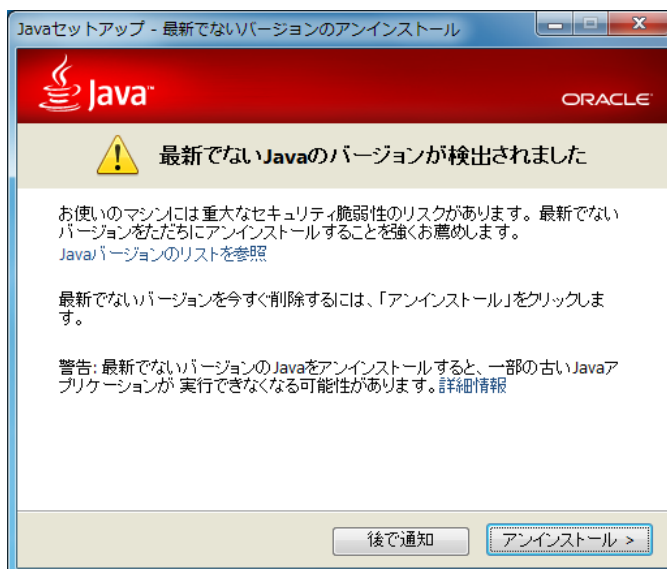 Javaセットアップ - 最新でないバージョンのアンインストール
Java™
ORACLE®
最新でないJavaのバージョンが検出されました
お使いのマシンには重大なセキュリティ脆弱性のリスクがあります。最新でない
バージョンをただちにアンインストールすることを強くお薦めします。
Javaバージョンのリストを参照
最新でないバージョンを今すぐ削除するには、「アンインストール」をクリックしま
す。
警告: 最新でないバージョンのJavaをアンインストールすると、一部の古いJavaア
プリケーションが 実行できなくなる可能性があります。詳細情報
後で通知
アンインストール >